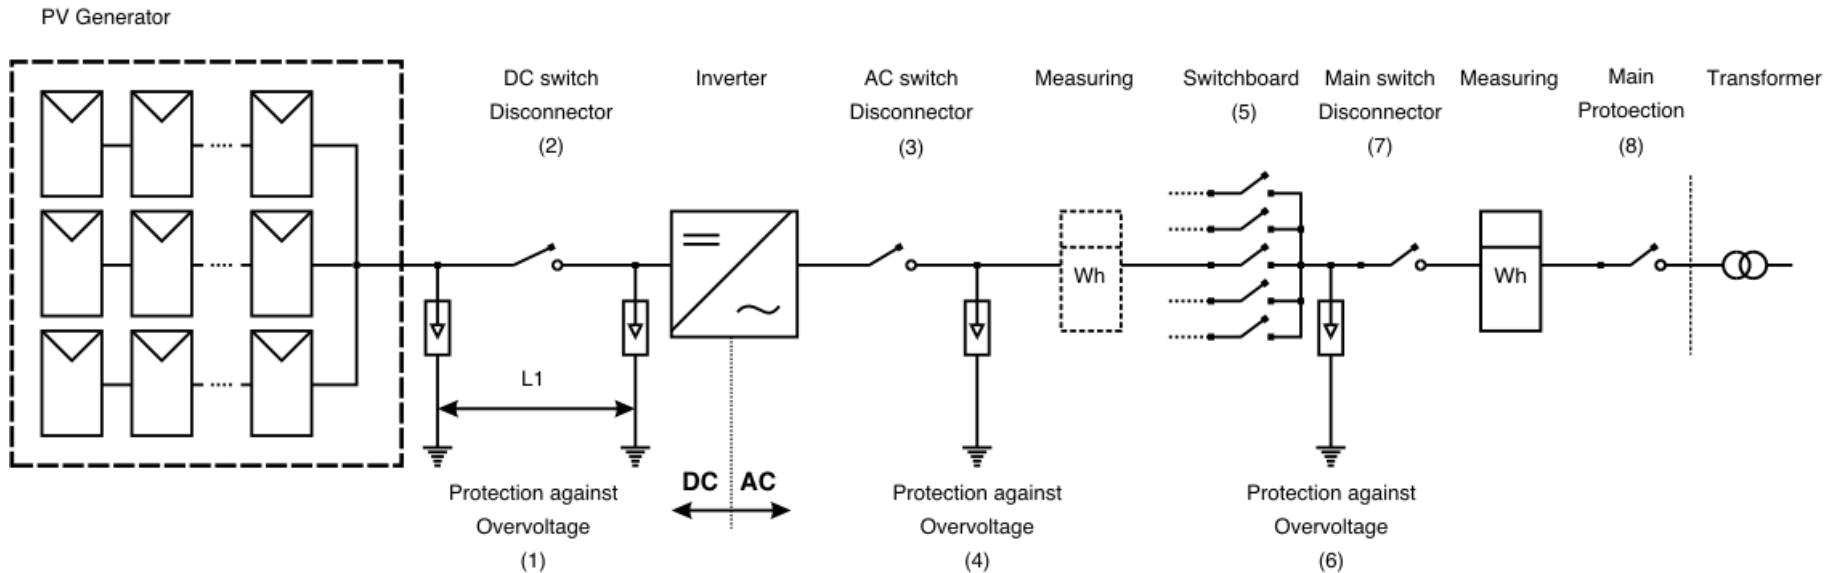 PV Generator
DC switch
Disconnector
(2)
Inverter
AC switch
Disconnector
(3)
Measuring
Switchboard
(5)
Main switch
Disconnector
(7)
Measuring
Main
Protoection
(8)
Transformer
Wh
Wh
L1
DC
AC
Protection against
Overvoltage
(1)
Protection against
Overvoltage
(4)
Protection against
Overvoltage
(6)